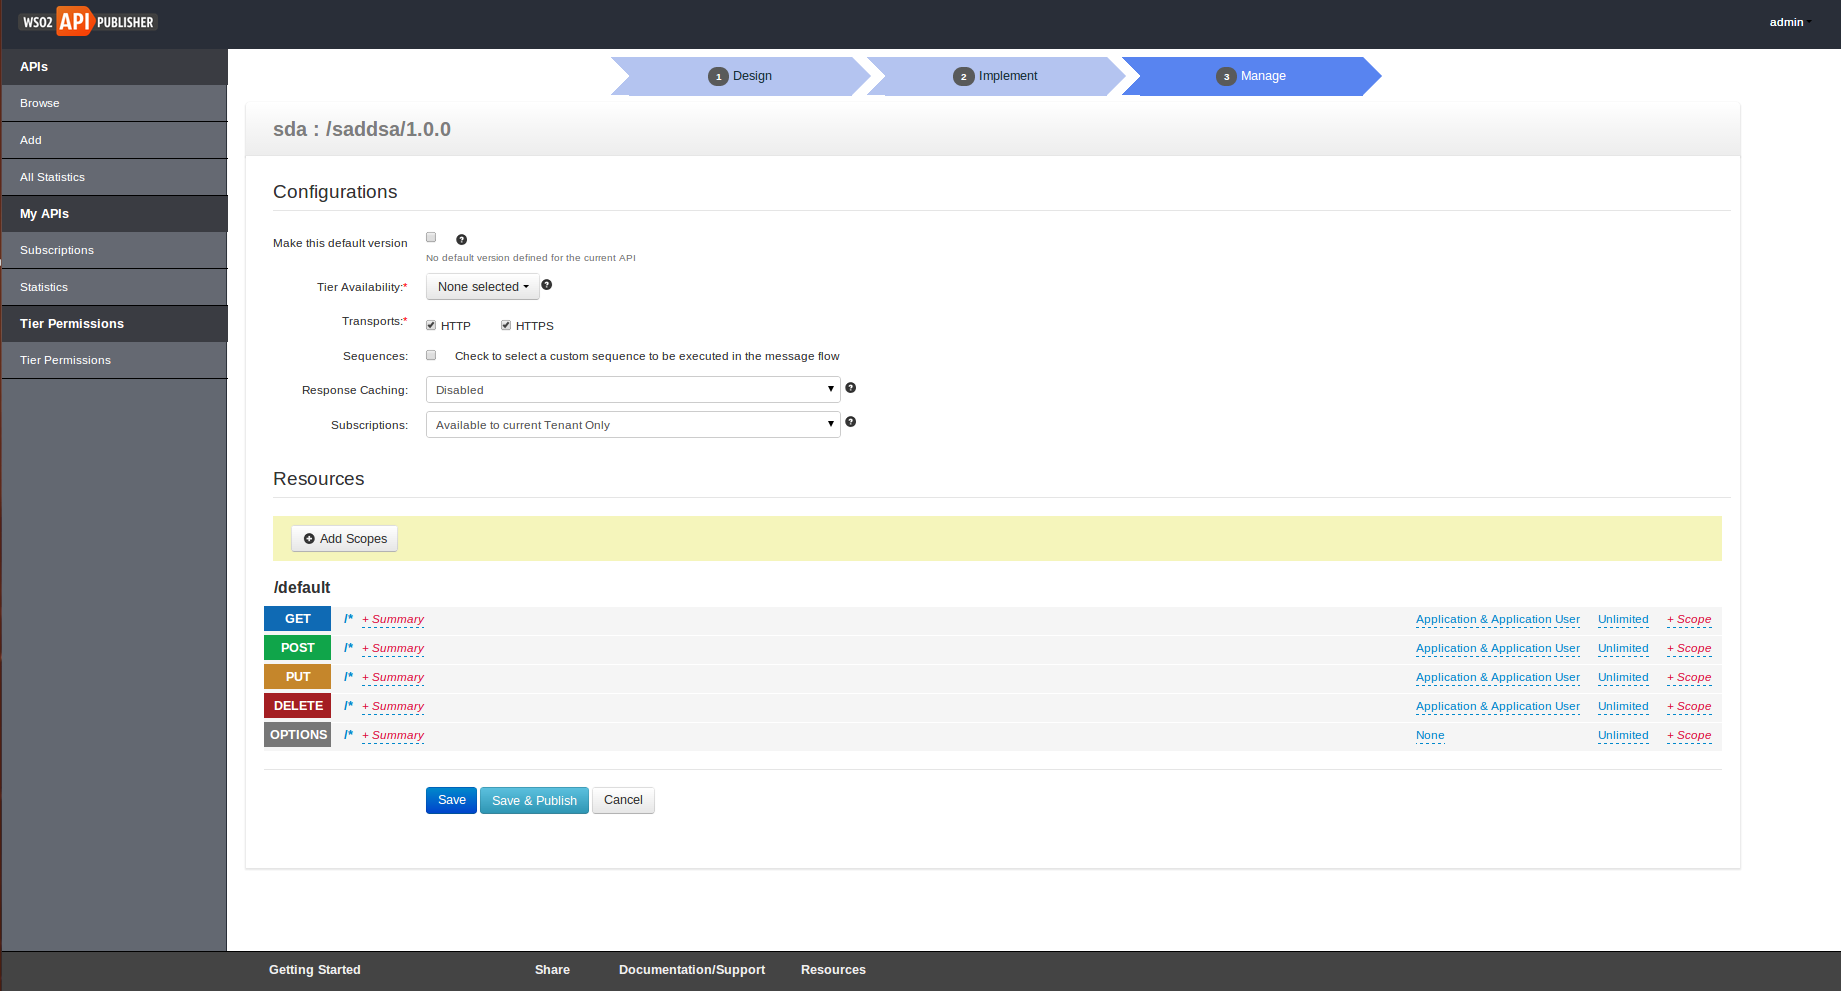 WSO2 API PUBLISHER
admin
APIs
Browse
Add
All Statistics
My APIs
Subscriptions
Statistics
Tier Permissions
Tier Permissions
1 Design
2 Implement
3 Manage
sda : /saddsa/1.0.0
Configurations
Make this default version
No default version defined for the current API
Tier Availability:* None selected
Transports:* HTTP HTTPS
Sequences: Check to select a custom sequence to be executed in the message flow
Response Caching: Disabled
Subscriptions: Available to current Tenant Only
Resources
Add Scopes
/default
GET /* + Summary Application & Application User Unlimited + Scope
POST /* + Summary Application & Application User Unlimited + Scope
PUT /* + Summary Application & Application User Unlimited + Scope
DELETE /* + Summary Application & Application User Unlimited + Scope
OPTIONS /* + Summary None Unlimited + Scope
Save Save & Publish Cancel
Getting Started Share Documentation/Support Resources